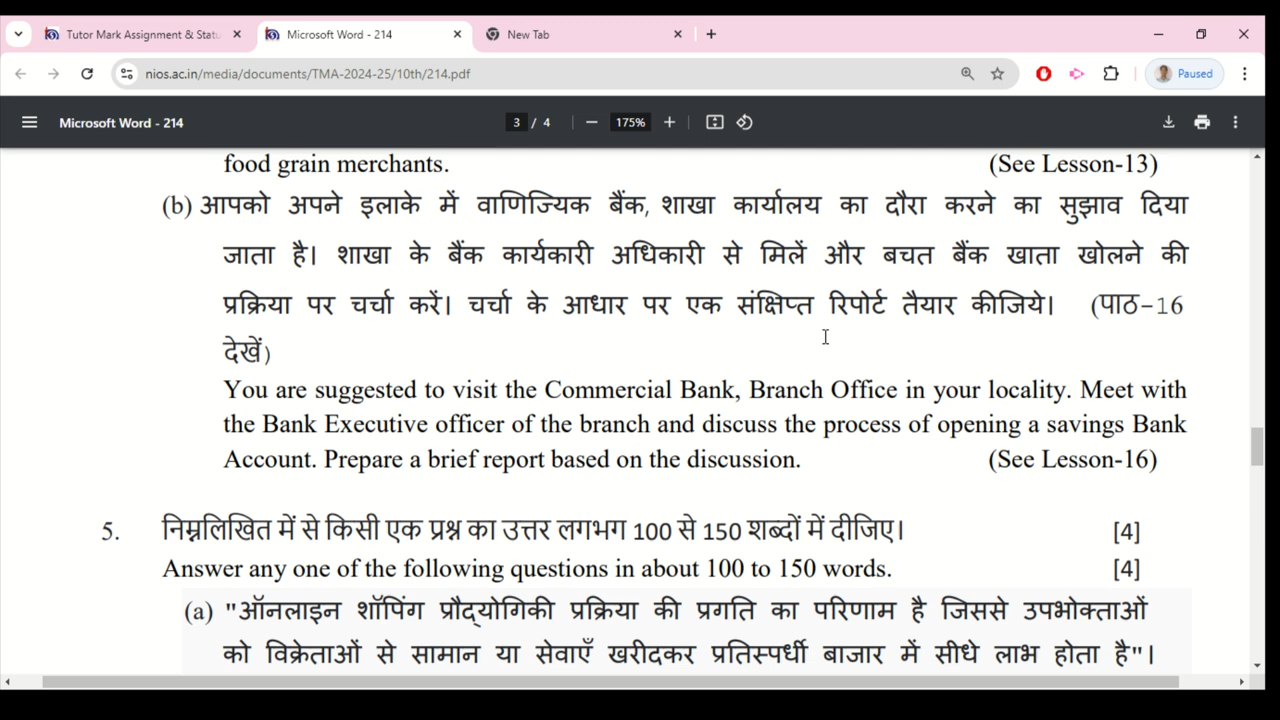 Tutor Mark Assignment & Statu
Microsoft Word - 214
New Tab
nios.ac.in/media/documents/TMA-2024-25/10th/214.pdf
Paused
Microsoft Word - 214
3 / 4
175%
food grain merchants. (See Lesson-13)
(b) आपको अपने इलाके में वाणिज्यिक बैंक, शाखा कार्यालय का दौरा करने का सुझाव दिया
जाता है। शाखा के बैंक कार्यकारी अधिकारी से मिलें और बचत बैंक खाता खोलने की
प्रक्रिया पर चर्चा करें। चर्चा के आधार पर एक संक्षिप्त रिपोर्ट तैयार कीजिये। (पाठ-16
देखें)
You are suggested to visit the Commercial Bank, Branch Office in your locality. Meet with
the Bank Executive officer of the branch and discuss the process of opening a savings Bank
Account. Prepare a brief report based on the discussion. (See Lesson-16)
5. निम्नलिखित में से किसी एक प्रश्न का उत्तर लगभग 100 से 150 शब्दों में दीजिए। [4]
Answer any one of the following questions in about 100 to 150 words. [4]
(a) "ऑनलाइन शॉपिंग प्रौद्योगिकी प्रक्रिया की प्रगति का परिणाम है जिससे उपभोक्ताओं
को विक्रेताओं से सामान या सेवाएँ खरीदकर प्रतिस्पर्धी बाजार में सीधे लाभ होता है"।